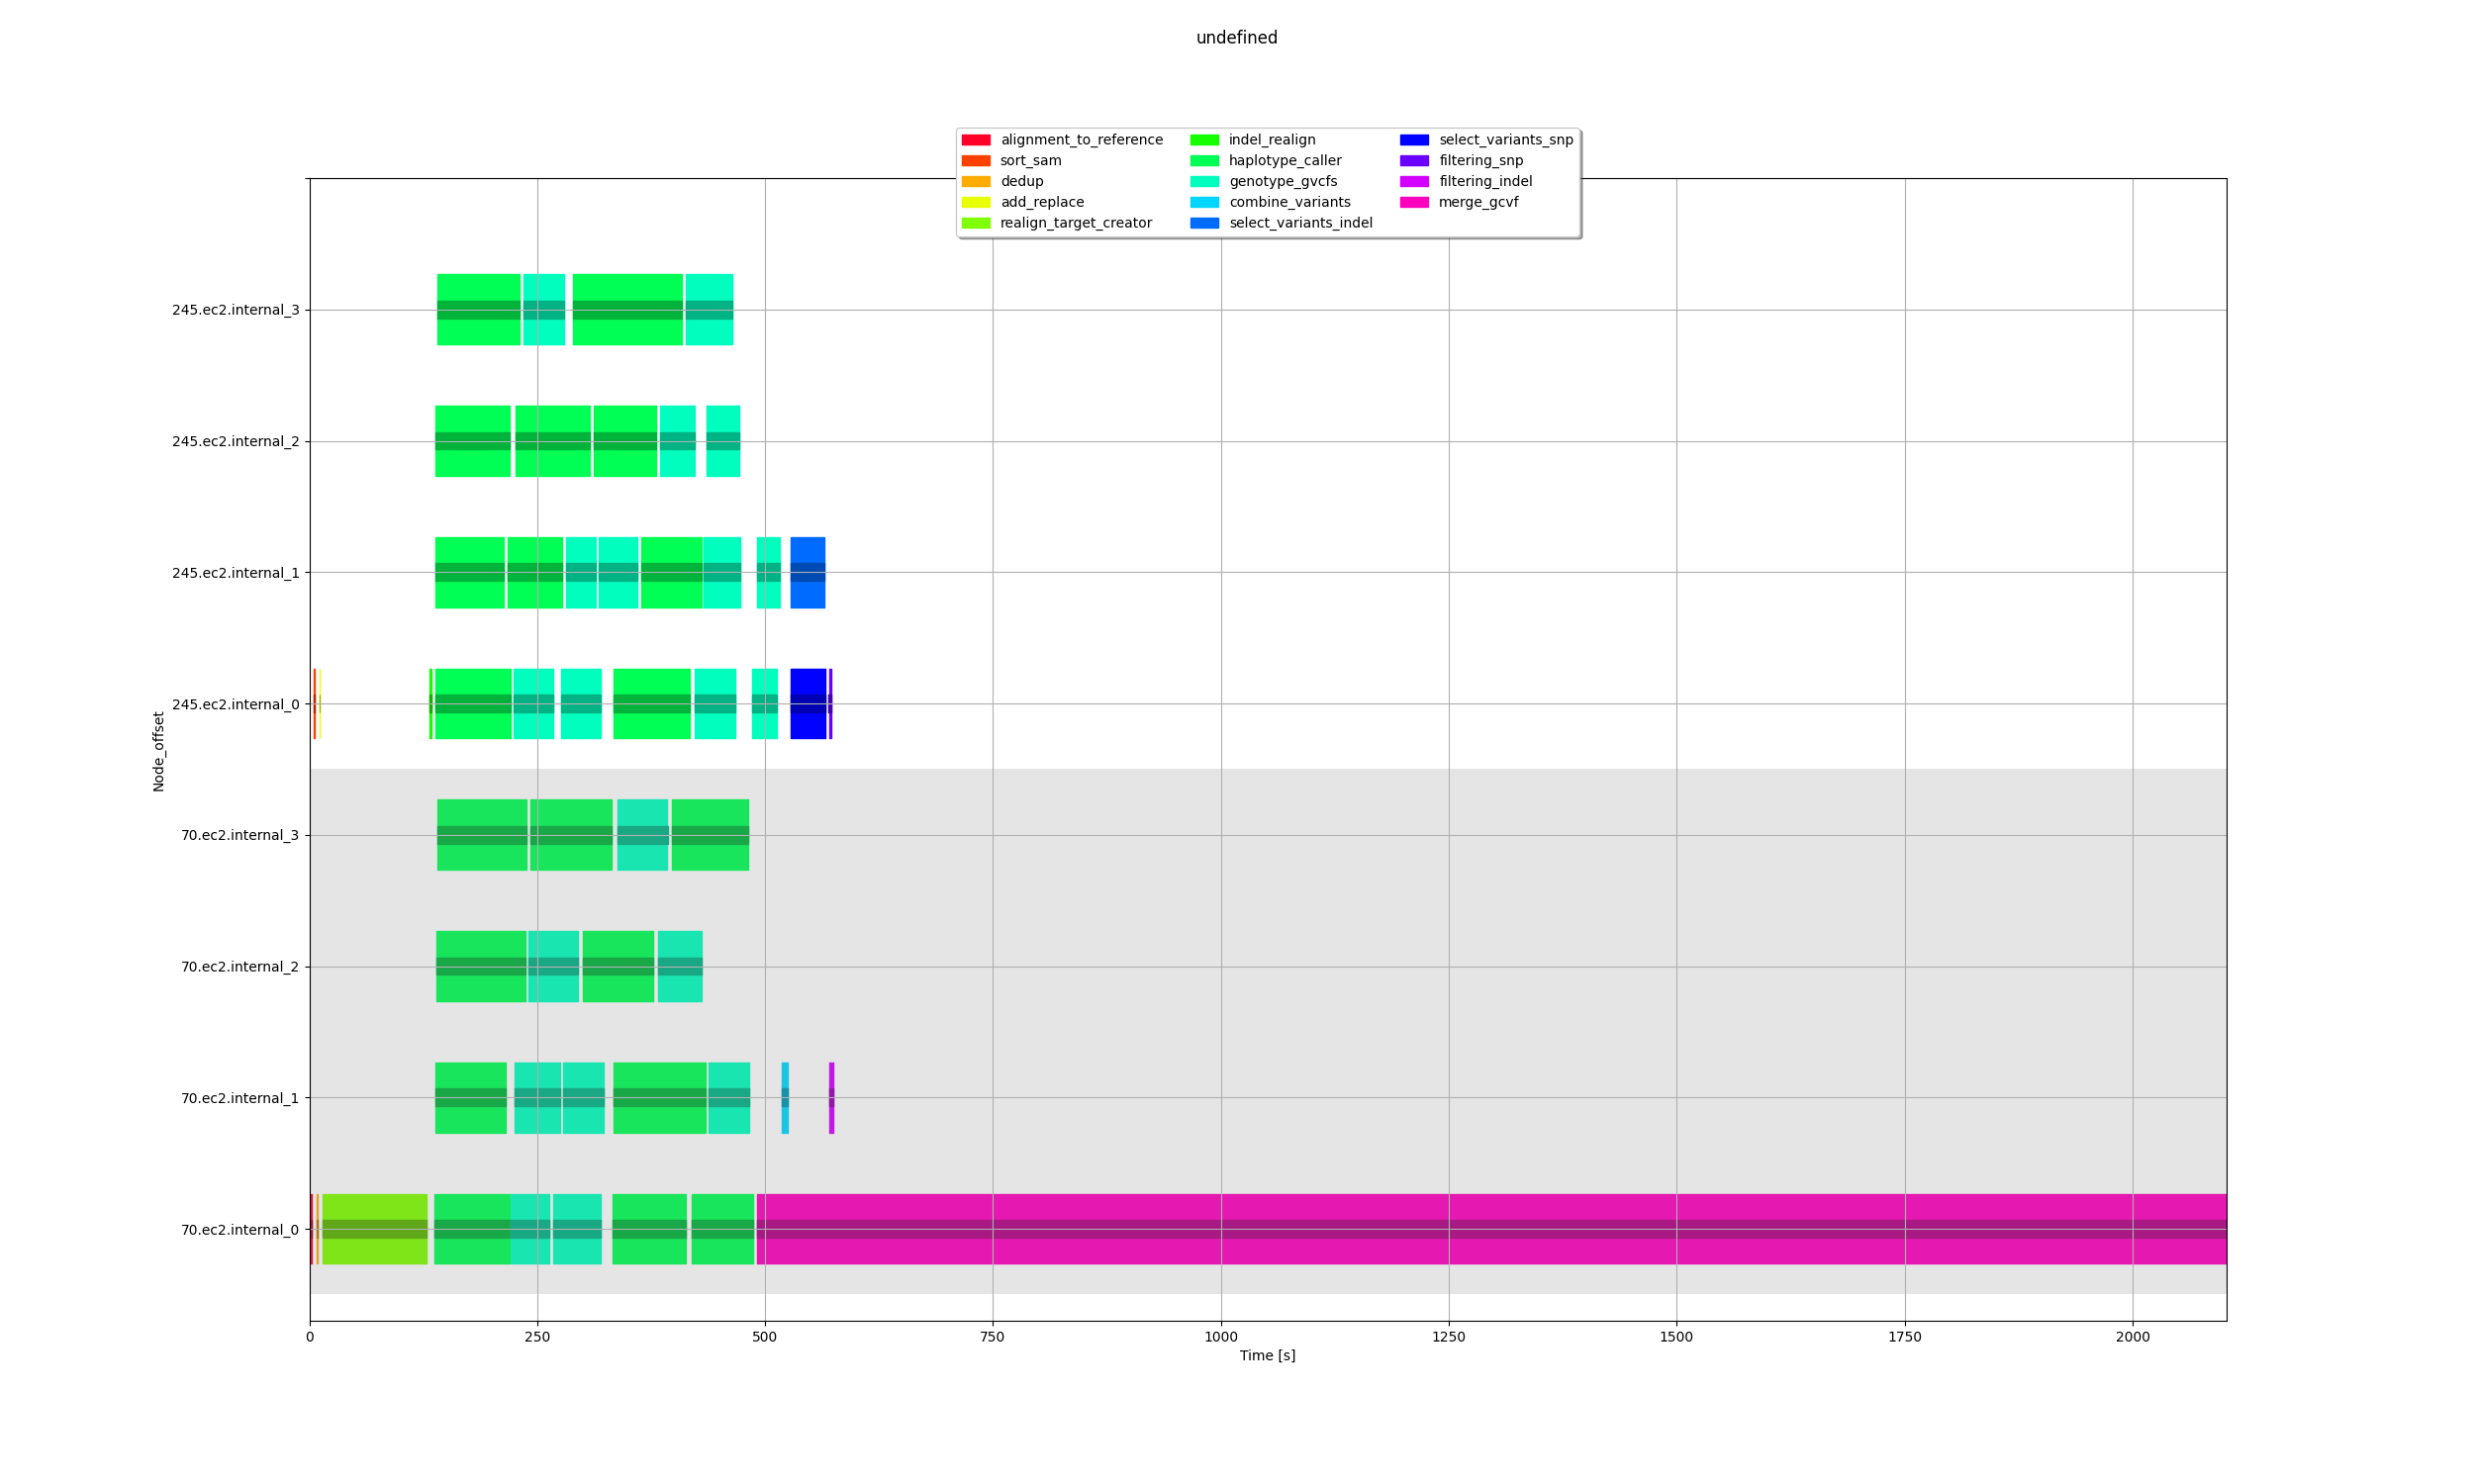 undefined
alignment_to_reference
sort_sam
dedup
add_replace
realign_target_creator
indel_realign
haplotype_caller
genotype_gvcfs
combine_variants
select_variants_indel
select_variants_snp
filtering_snp
filtering_indel
merge_gcvf
Node_offset
245.ec2.internal_3
245.ec2.internal_2
245.ec2.internal_1
245.ec2.internal_0
70.ec2.internal_3
70.ec2.internal_2
70.ec2.internal_1
70.ec2.internal_0
0 250 500 750 1000 1250 1500 1750 2000
Time [s]